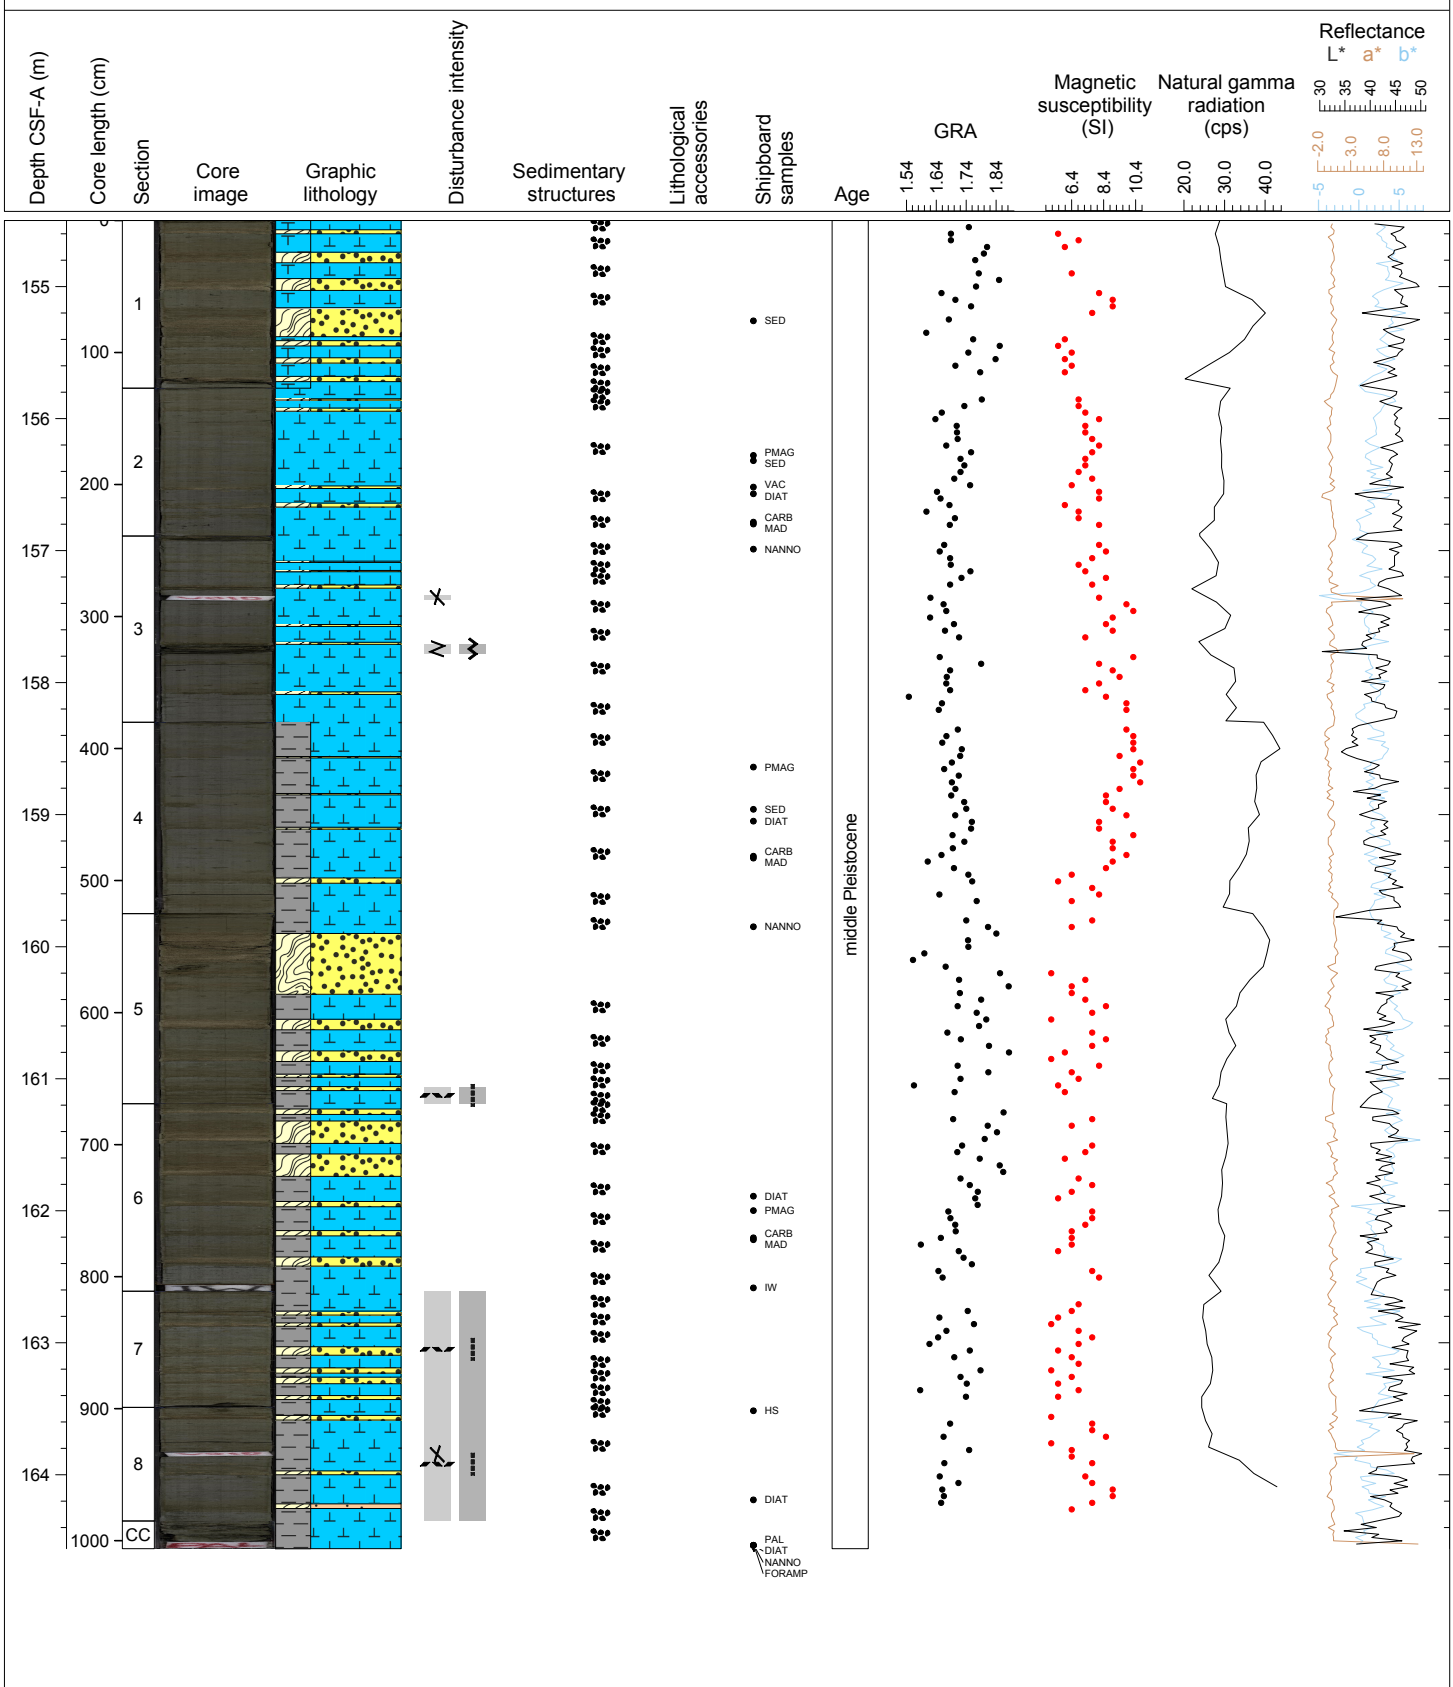 Depth CSF-A (m)
Core length (cm)
Section
Core
image
Graphic
lithology
Disturbance intensity
Sedimentary
structures
Lithological
accessories
Shipboard
samples
Age
GRA
1.54 1.64 1.74 1.84
Magnetic
susceptibility
(SI)
6.4 8.4 10.4
Natural gamma
radiation
(cps)
20.0 30.0 40.0
Reflectance
L* a* b*
30 35 40 45 50
-2.0 3.0 8.0 13.0
-5 0 5
0
155
1
SED
100
156
2
PMAG
SED
200
VAC
DIAT
CARB
MAD
157
NANNO
300
3
158
400
PMAG
SED
159
4
DIAT
CARB
MAD
500
NANNO
160
middle Pleistocene
600
5
161
700
6
DIAT
162
PMAG
CARB
MAD
800
IW
163
7
900
HS
8
164
DIAT
CC
1000
PAL
DIAT
NANNO
FORAMP